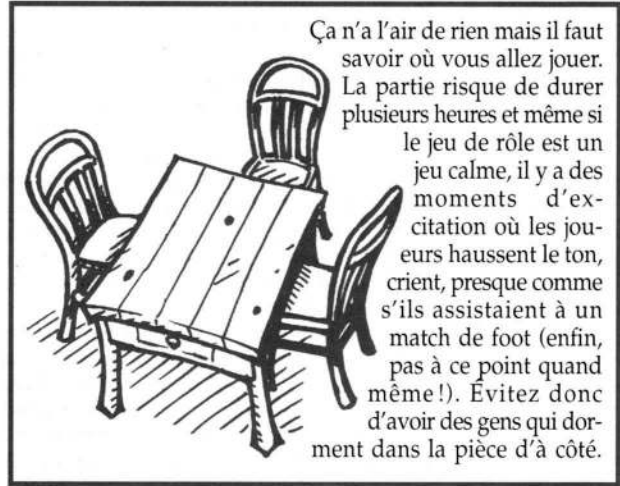 Ça n'a l'air de rien mais il faut
savoir où vous allez jouer.
La partie risque de durer
plusieurs heures et même si
le jeu de rôle est un
jeu calme, il y a des
moments d'ex-
citation où les jou-
eurs haussent le ton,
crient, presque comme
s'ils assistaient à un
match de foot (enfin,
pas à ce point quand
même !). Évitez donc
d'avoir des gens qui dor-
ment dans la pièce d'à côté.